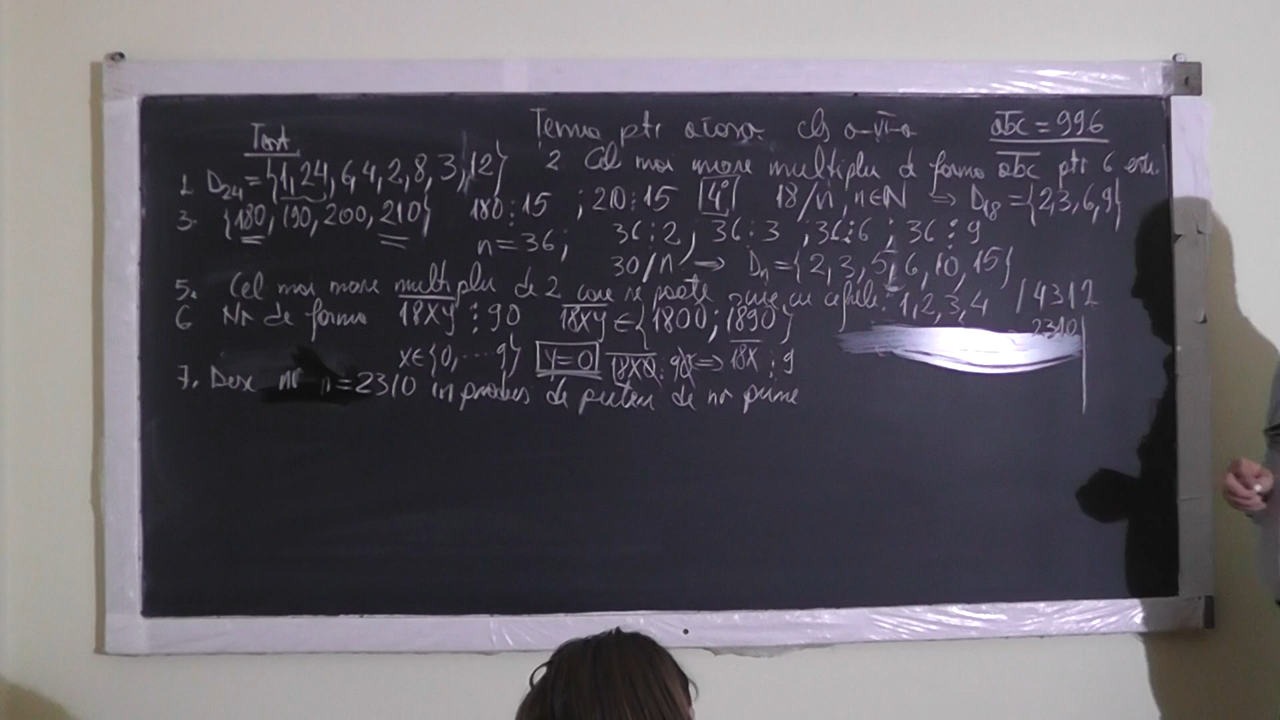 Test
Tema ptr acasa cls a-VI-a
abc = 996
1. D24 = {1, 24, 6, 4, 2, 8, 3, 12}
2 Cel mai mare multiplu d forma abc ptr 6 este.
3. {180, 190, 200, 210} 180 : 15 ; 210 : 15
4° 18/n, n∈N ⇒ D18 = {2, 3, 6, 9}
n = 36; 36 : 2, 36 : 3 ; 36 : 6 ; 36 : 9
30/n → Dn = {2, 3, 5, 6, 10, 15}
5. Cel mai mare multiplu de 2 care se poate scrie cu cifrele: 1, 2, 3, 4 / 4312
6 Nr de forma 18xy ⋮ 90 18xy ∈ {1800 ; 1890}
2310
x∈{0, ... 9} y=0 18x0 : 90 ⇒ 18x : 9
7. Desc nr n=2310 in produs de puteri de nr prime